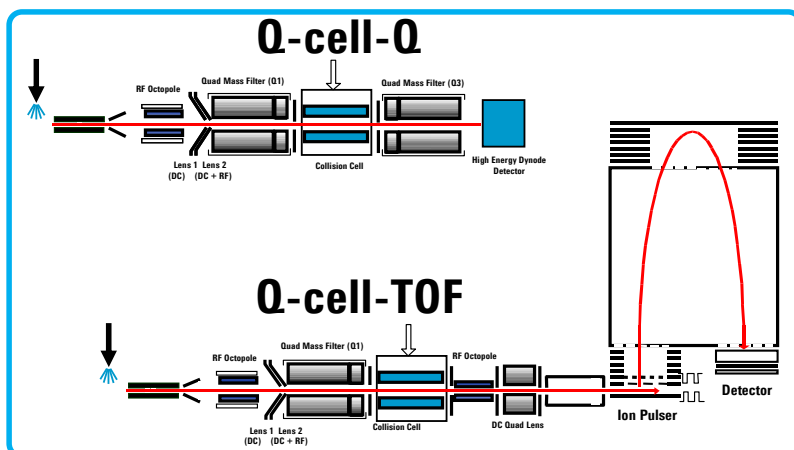 Q-cell-Q
RF Octopole
Quad Mass Filter (Q1)
Quad Mass Filter (Q3)
Lens 1
(DC)
Lens 2
(DC + RF)
Collision Cell
High Energy Dynode
Detector
Q-cell-TOF
RF Octopole
Quad Mass Filter (Q1)
RF Octopole
Lens 1
(DC)
Lens 2
(DC + RF)
Collision Cell
DC Quad Lens
Ion Pulser
Detector